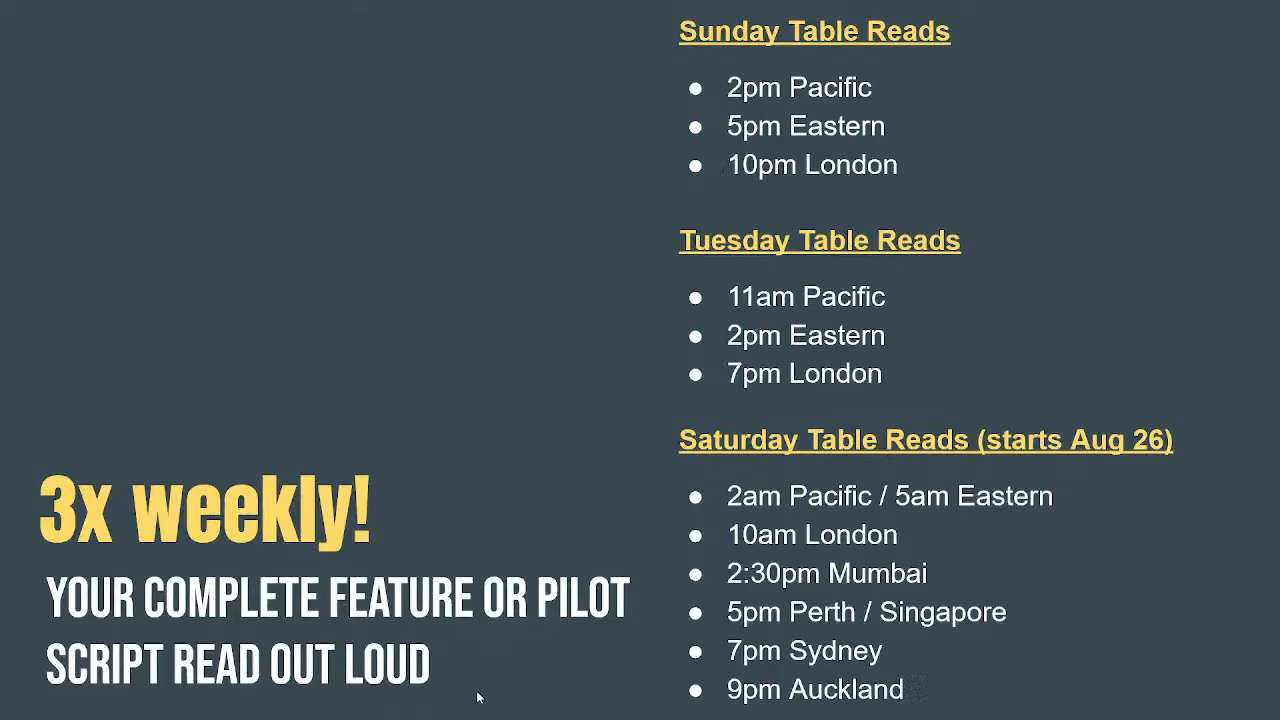 3x weekly!
YOUR COMPLETE FEATURE OR PILOT
SCRIPT READ OUT LOUD
Sunday Table Reads
● 2pm Pacific
● 5pm Eastern
● 10pm London
Tuesday Table Reads
● 11am Pacific
● 2pm Eastern
● 7pm London
Saturday Table Reads (starts Aug 26)
● 2am Pacific / 5am Eastern
● 10am London
● 2:30pm Mumbai
● 5pm Perth / Singapore
● 7pm Sydney
● 9pm Auckland